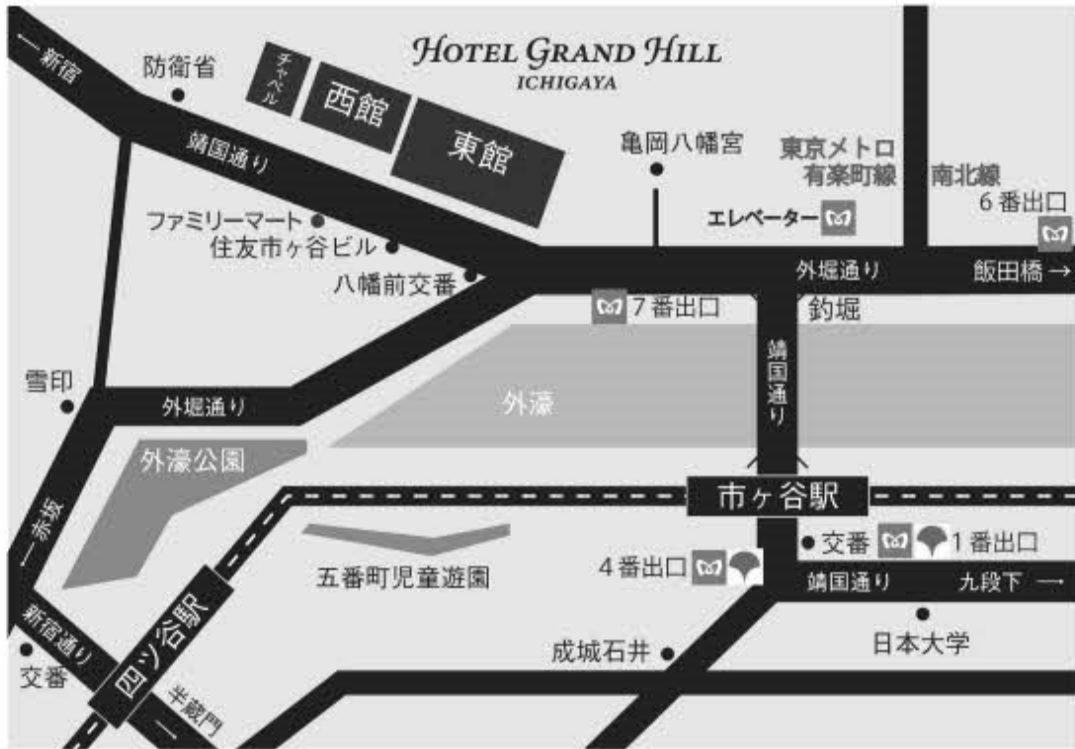 HOTEL GRAND HILL
ICHIGAYA
← 新宿
防衛省
チャペル
西館
東館
靖国通り
亀岡八幡宮
東京メトロ
有楽町線
南北線
6番出口
エレベーター
ファミリーマート
住友市ヶ谷ビル
八幡前交番
外堀通り
飯田橋 →
7番出口
釣堀
靖国通り
雪印
外堀通り
外濠
外濠公園
市ヶ谷駅
← 赤坂
交番
1番出口
4番出口
五番町児童遊園
靖国通り
九段下 →
新宿通り
四ツ谷駅
成城石井
日本大学
交番
半蔵門
→